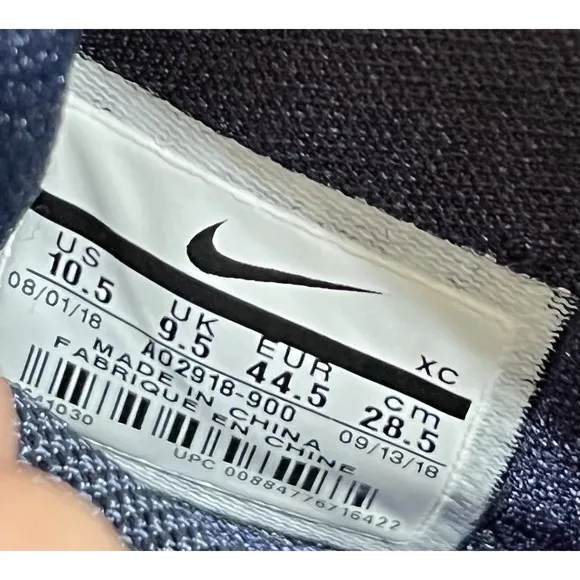 XC
US UK EUR cm
10.5 9.5 44.5 28.5
08/01/18 AO2918-900 09/13/18
MADE IN CHINA
FABRIQUE EN CHINE
UPC 00884776716422